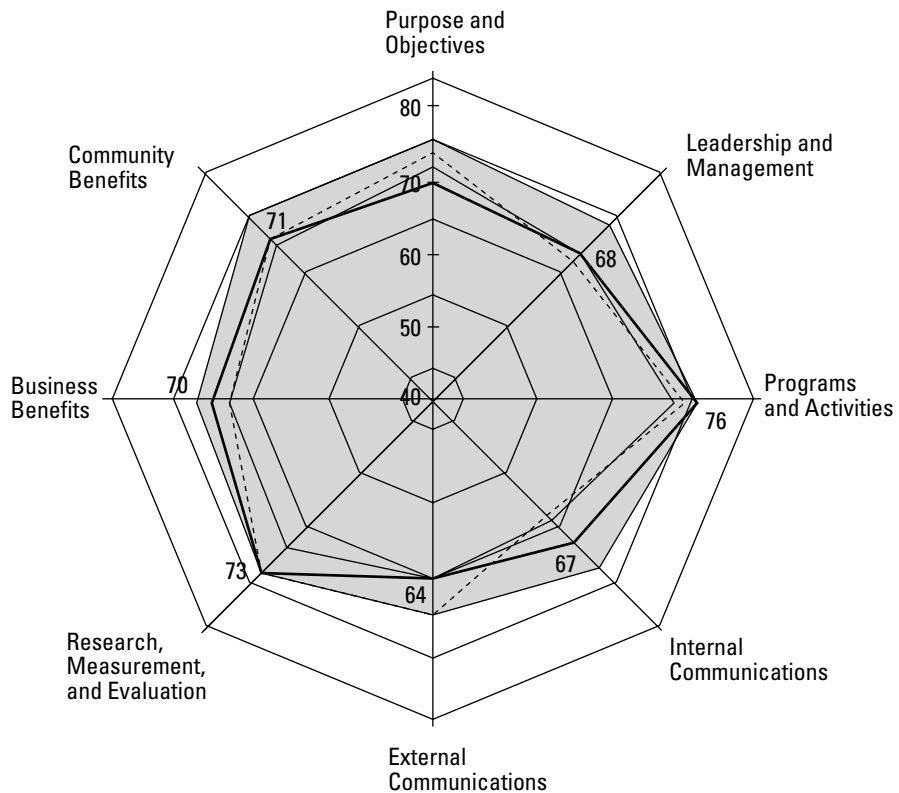 Purpose and
Objectives
80
Leadership and
Management
Community
Benefits
70
71
68
60
50
Business
Benefits
70
40
Programs
and Activities
76
67
73
64
Research,
Measurement,
and Evaluation
Internal
Communications
External
Communications